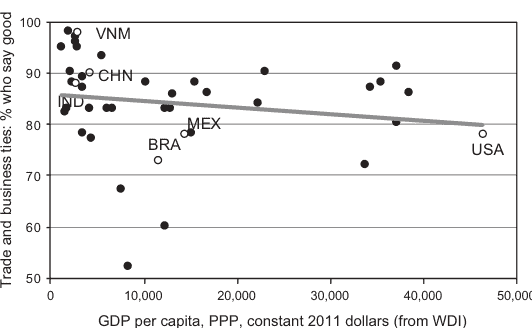 Trade and business ties: % who say good
100
90
80
70
60
50
VNM
CHN
IND
MEX
BRA
USA
0
10,000
20,000
30,000
40,000
50,000
GDP per capita, PPP, constant 2011 dollars (from WDI)